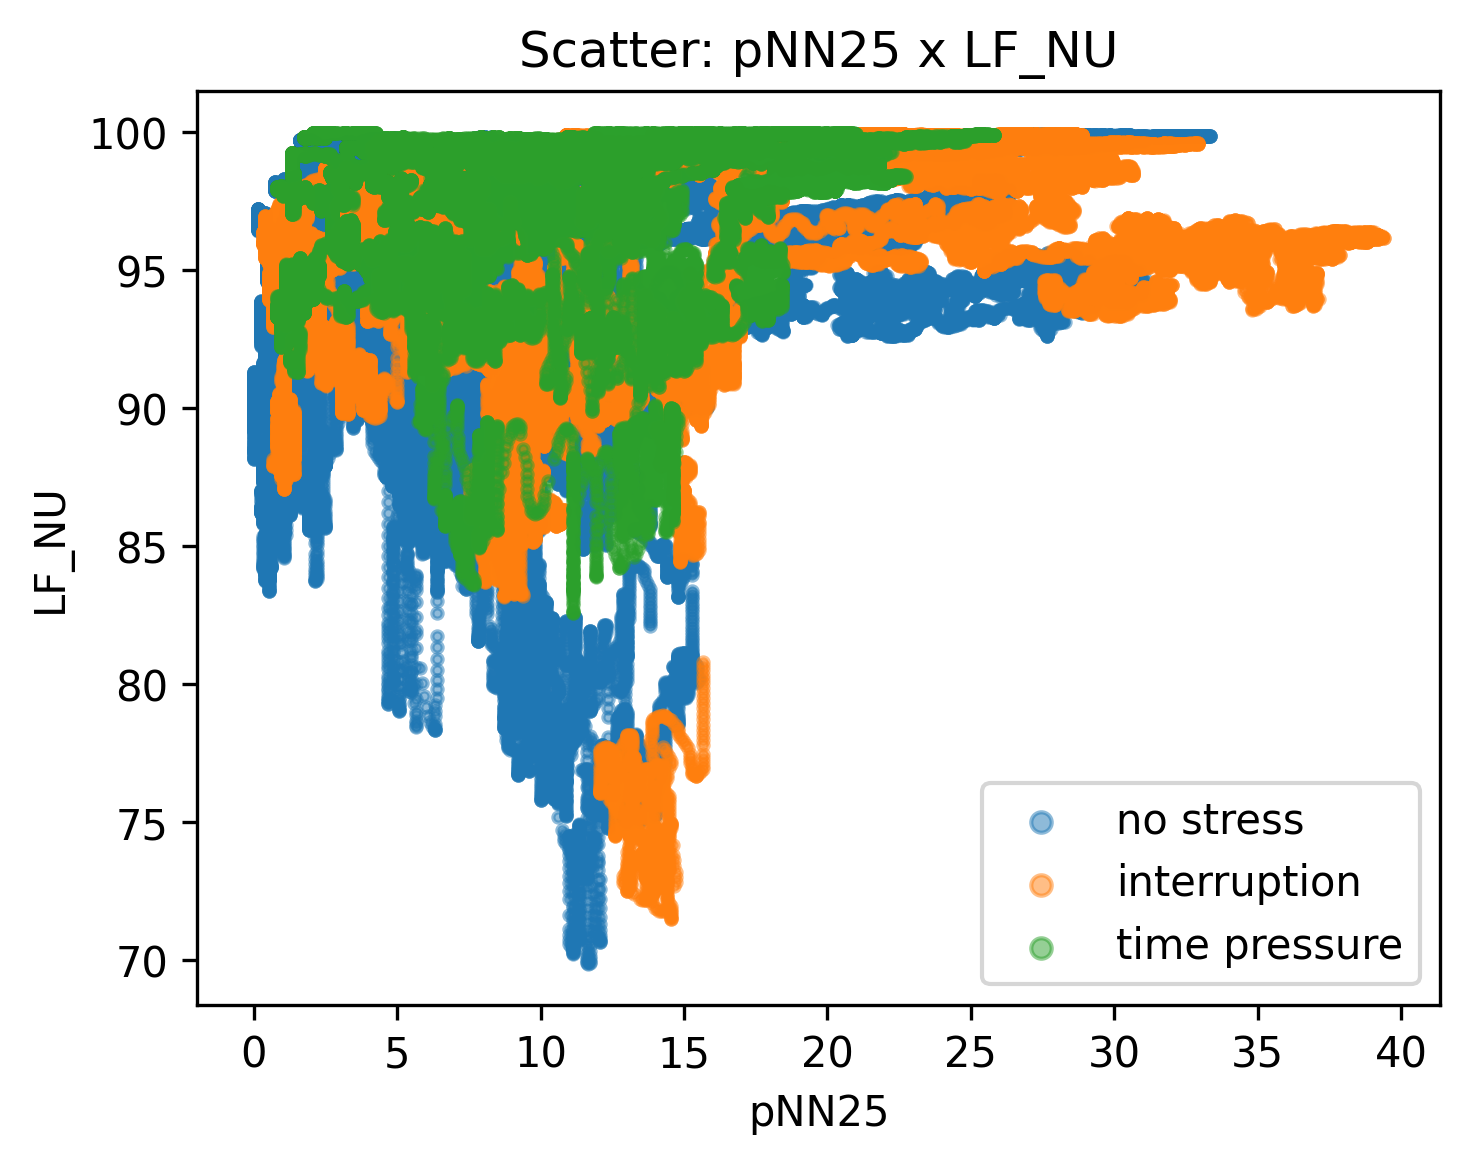 Scatter: pNN25 x LF_NU
100
95
90
85
80
75
70
LF_NU
no stress
interruption
time pressure
0 5 10 15 20 25 30 35 40
pNN25